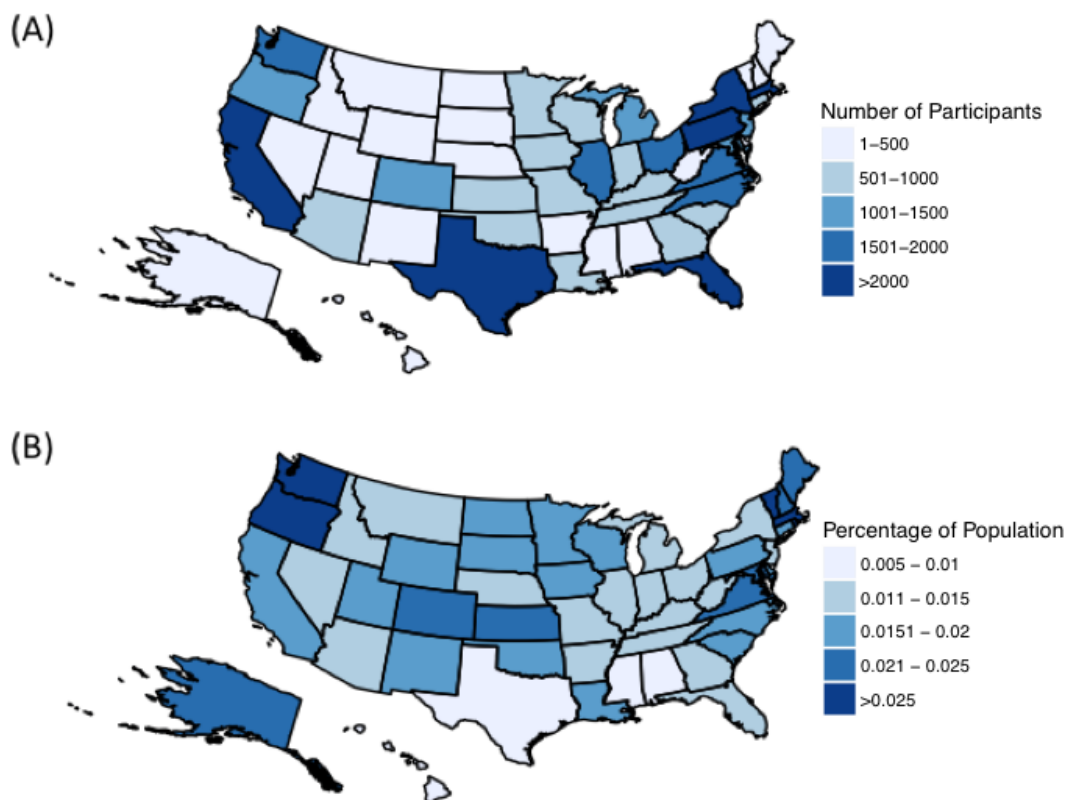 (A)
Number of Participants
1−500
501−1000
1001−1500
1501−2000
>2000
(B)
Percentage of Population
0.005 − 0.01
0.011 − 0.015
0.0151 − 0.02
0.021 − 0.025
>0.025